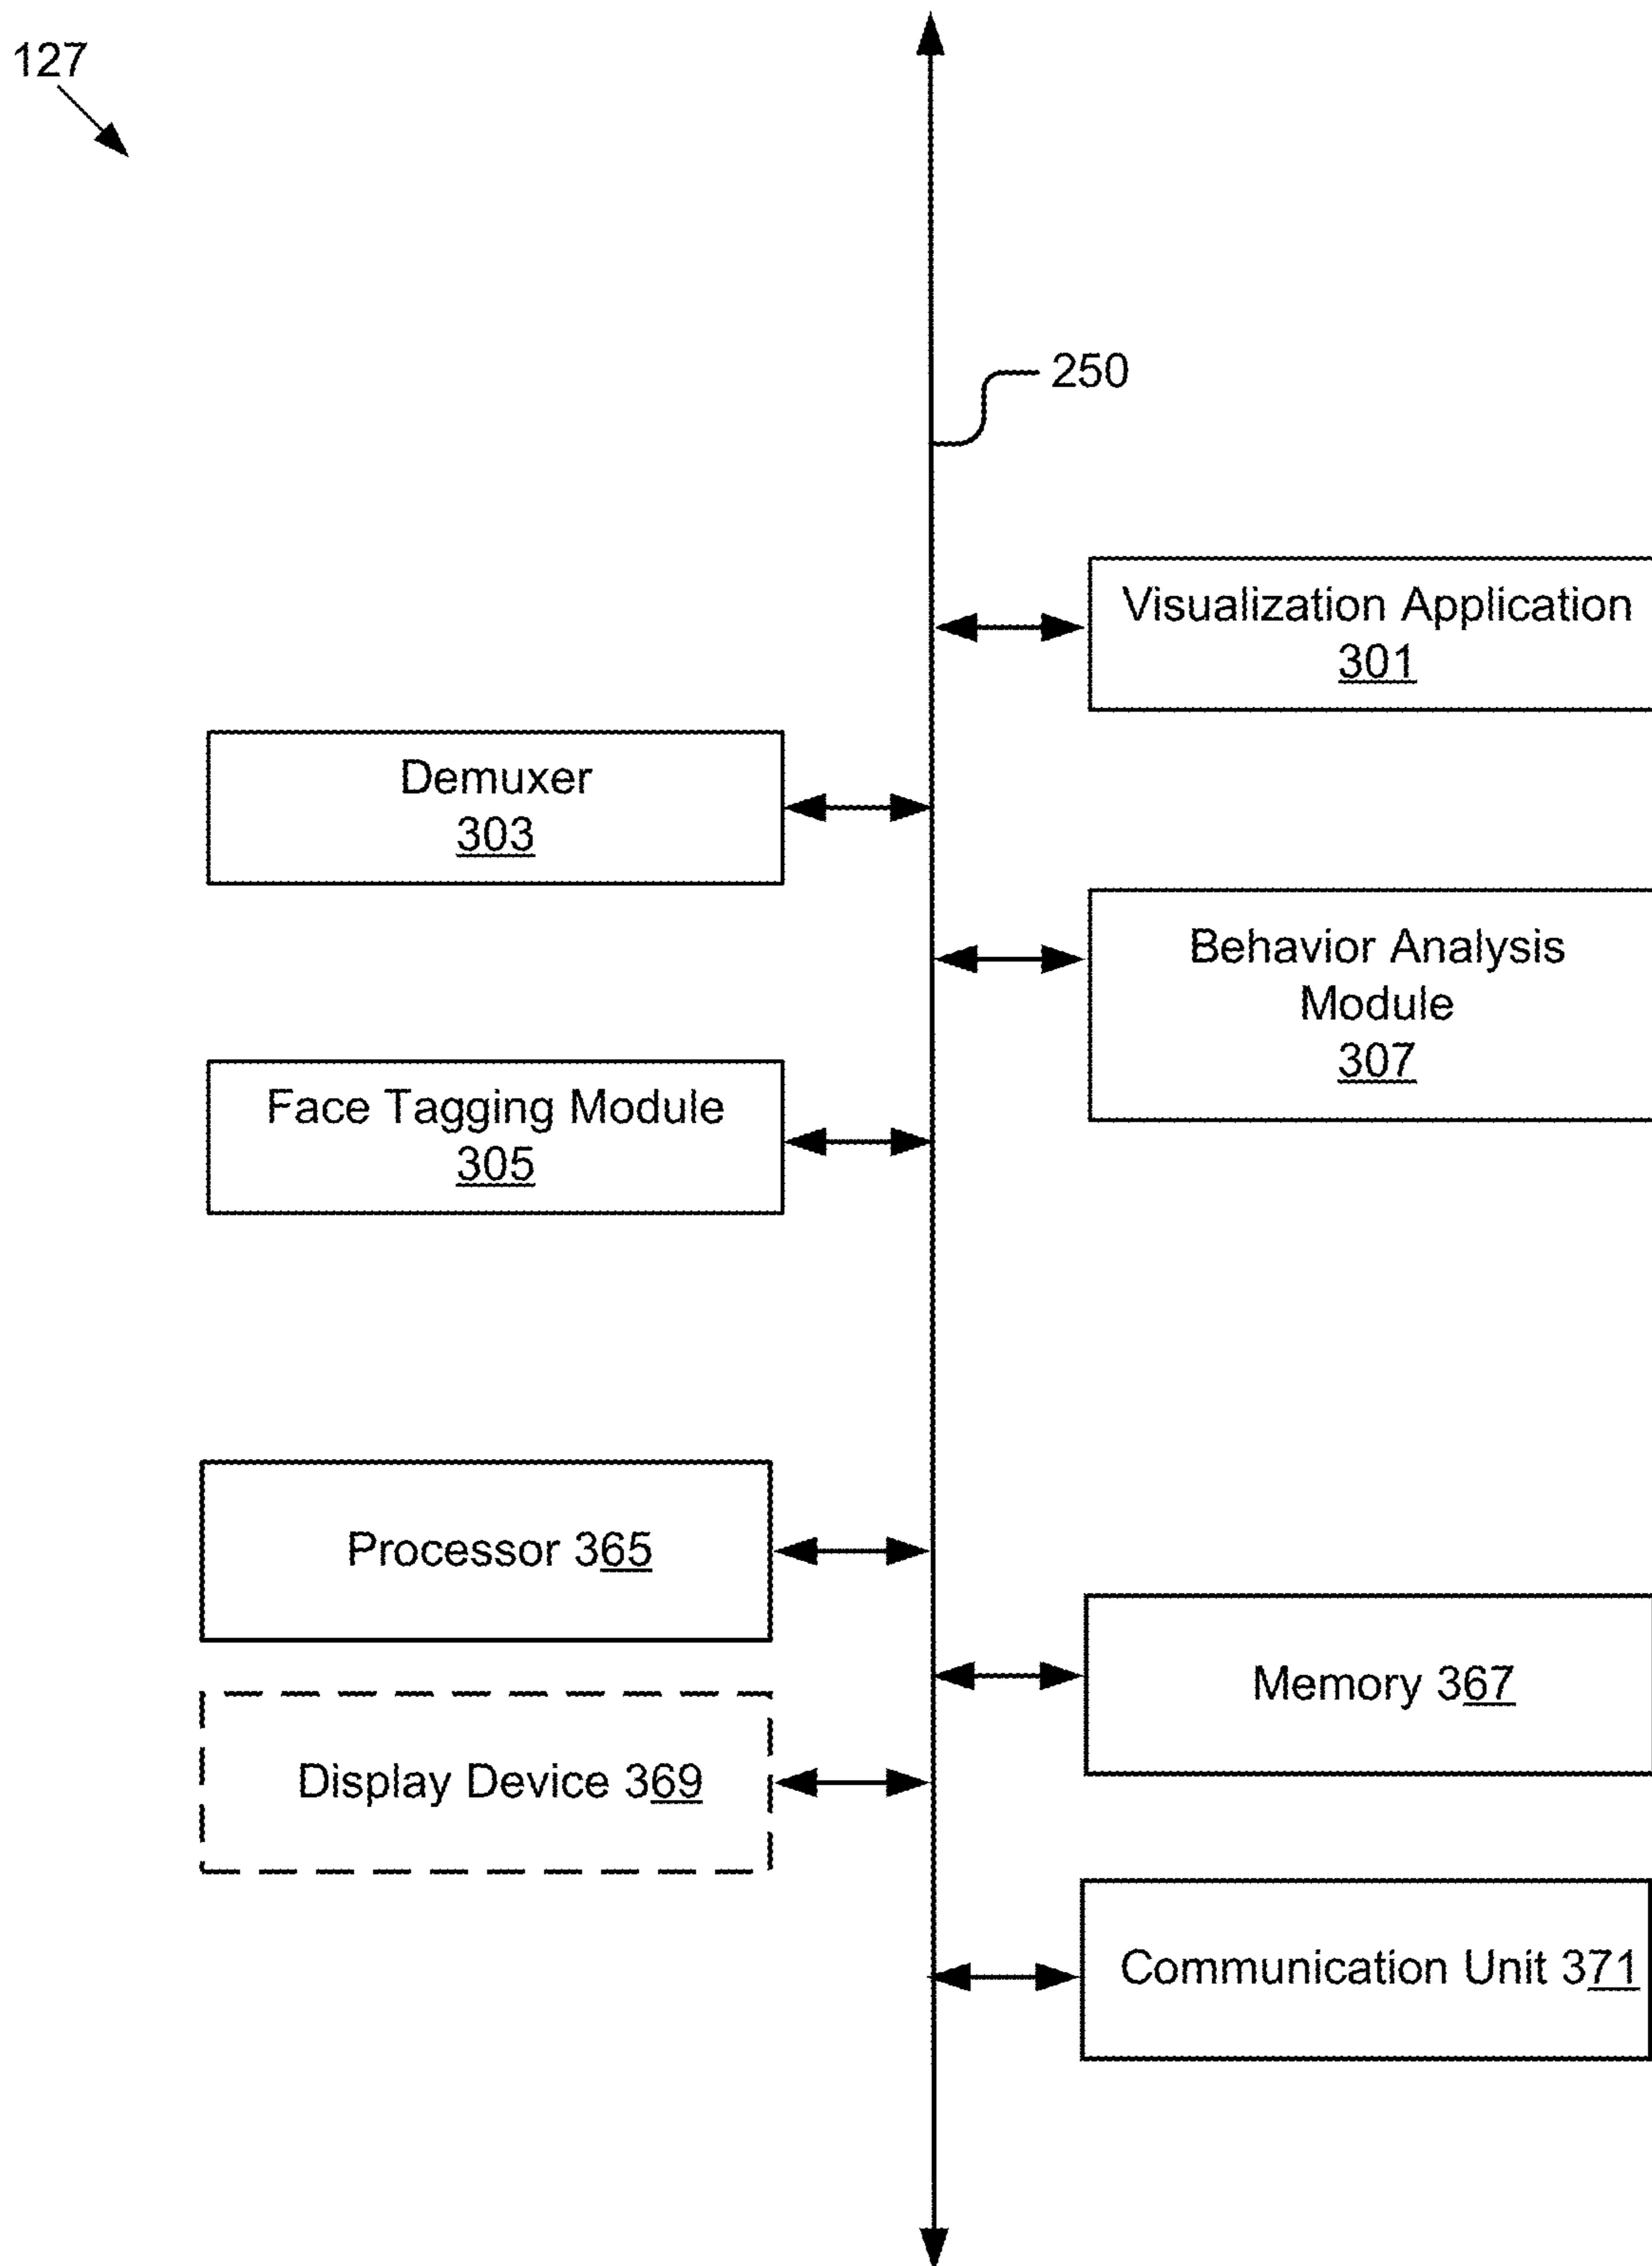 127
250
Visualization Application
301
Demuxer
303
Behavior Analysis
Module
307
Face Tagging Module
305
Processor 365
Memory 367
Display Device 369
Communication Unit 371